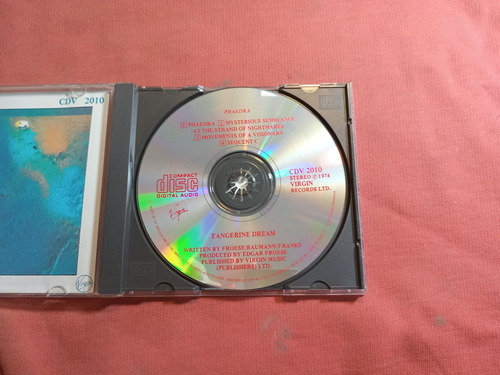 CDV 2010
PHAEDRA
1 PHAEDRA 2 MYSTERIOUS SEMBLANCE
AT THE STRAND OF NIGHTMARES
3 MOVEMENTS OF A VISIONARY
4 SEQUENT C
COMPACT
disc
DIGITAL AUDIO
CDV 2010
STEREO ℗ 1974
VIRGIN
RECORDS LTD.
Virgin
TANGERINE DREAM
WRITTEN BY FROESE/BAUMANN/FRANKE
PRODUCED BY EDGAR FROESE
PUBLISHED BY VIRGIN MUSIC
(PUBLISHERS) LTD.
Virgin